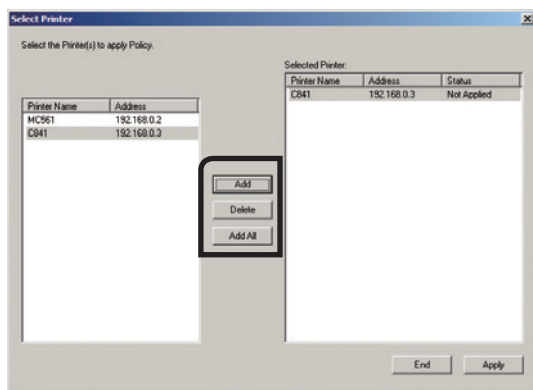 Select Printer
Select the Printer(s) to apply Policy.
Selected Printer:
Printer Name Address Status
C841 192.168.0.3 Not Applied
Printer Name Address
MC561 192.168.0.2
C841 192.168.0.3
Add
Delete
Add All
End Apply